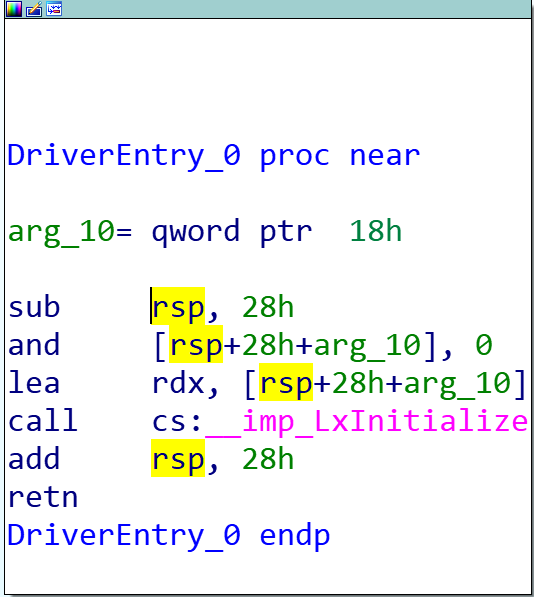 DriverEntry_0 proc near
arg_10= qword ptr  18h
sub     rsp, 28h
and     [rsp+28h+arg_10], 0
lea     rdx, [rsp+28h+arg_10]
call    cs:__imp_LxInitialize
add     rsp, 28h
retn
DriverEntry_0 endp